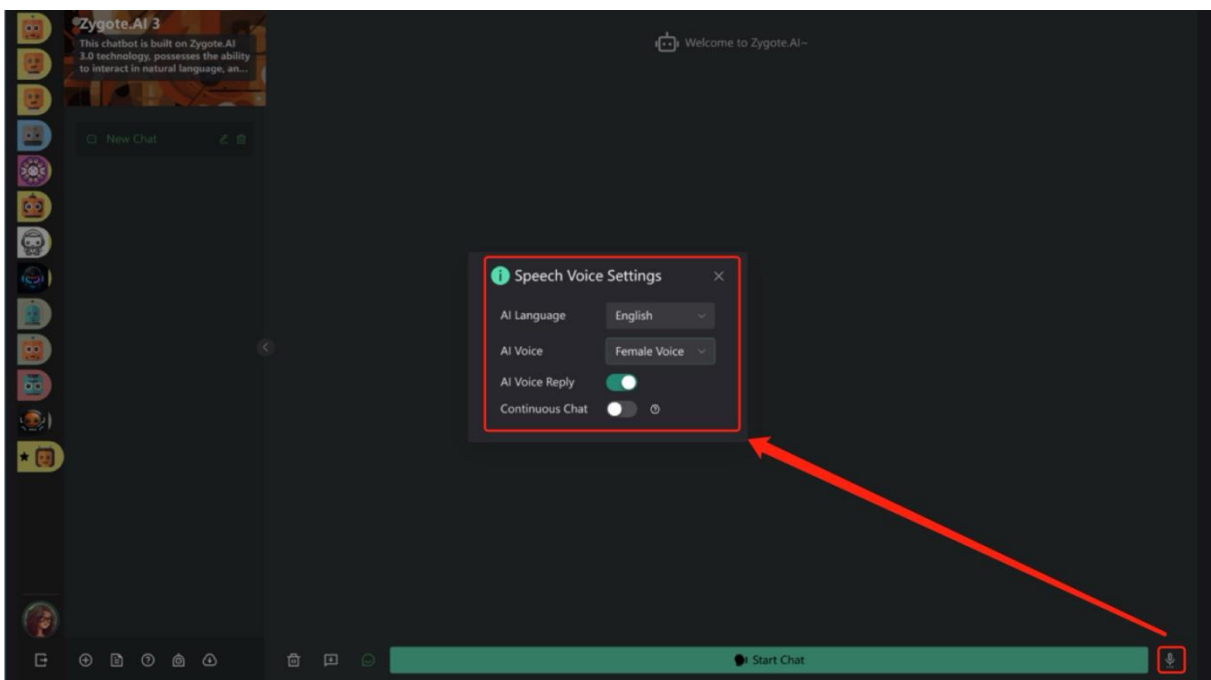 Zygote.AI 3
This chatbot is built on Zygote.AI
3.0 technology, possesses the ability
to interact in natural language, an...
Welcome to Zygote.AI~
New Chat
Speech Voice Settings
AI Language
English
AI Voice
Female Voice
AI Voice Reply
Continuous Chat
Start Chat